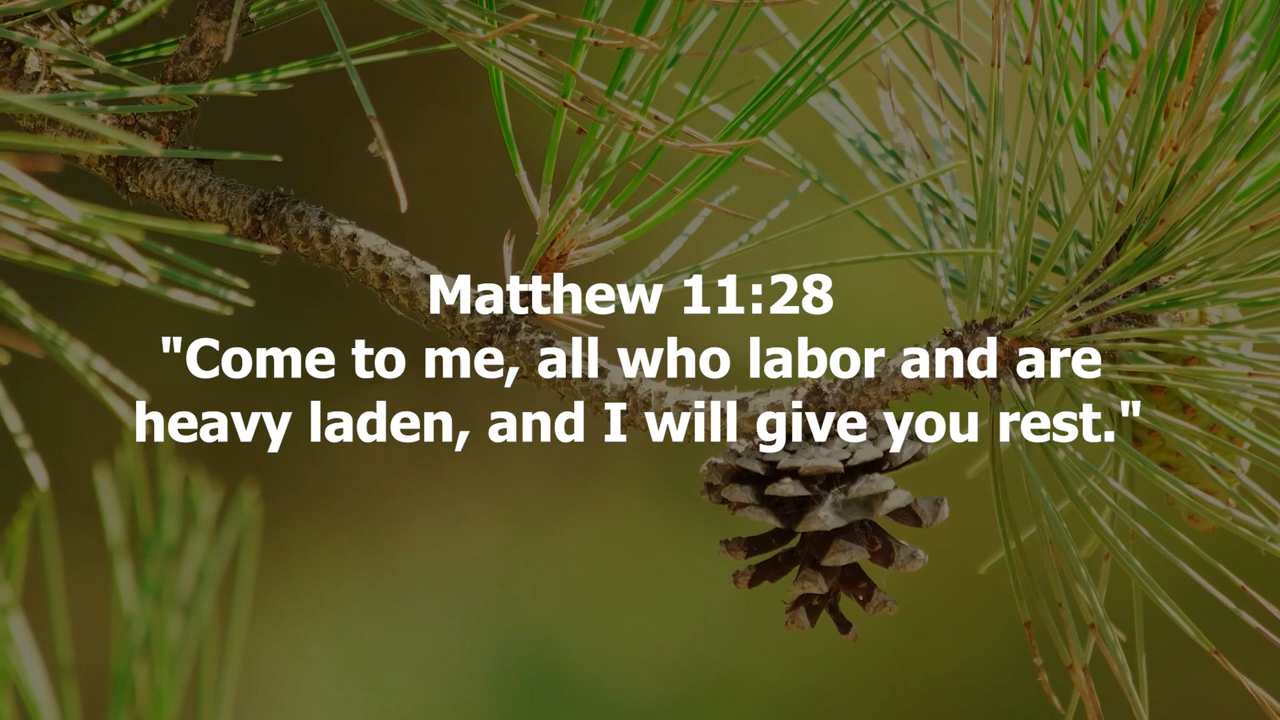 Matthew 11:28
"Come to me, all who labor and are
heavy laden, and I will give you rest."